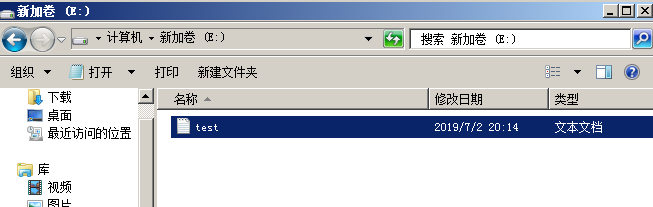 新加卷 (E:)
计算机 新加卷 (E:)
搜索 新加卷 (E:)
组织 打开 打印 新建文件夹
下载
桌面
最近访问的位置
库
视频
图片
名称 修改日期 类型
test 2019/7/2 20:14 文本文档